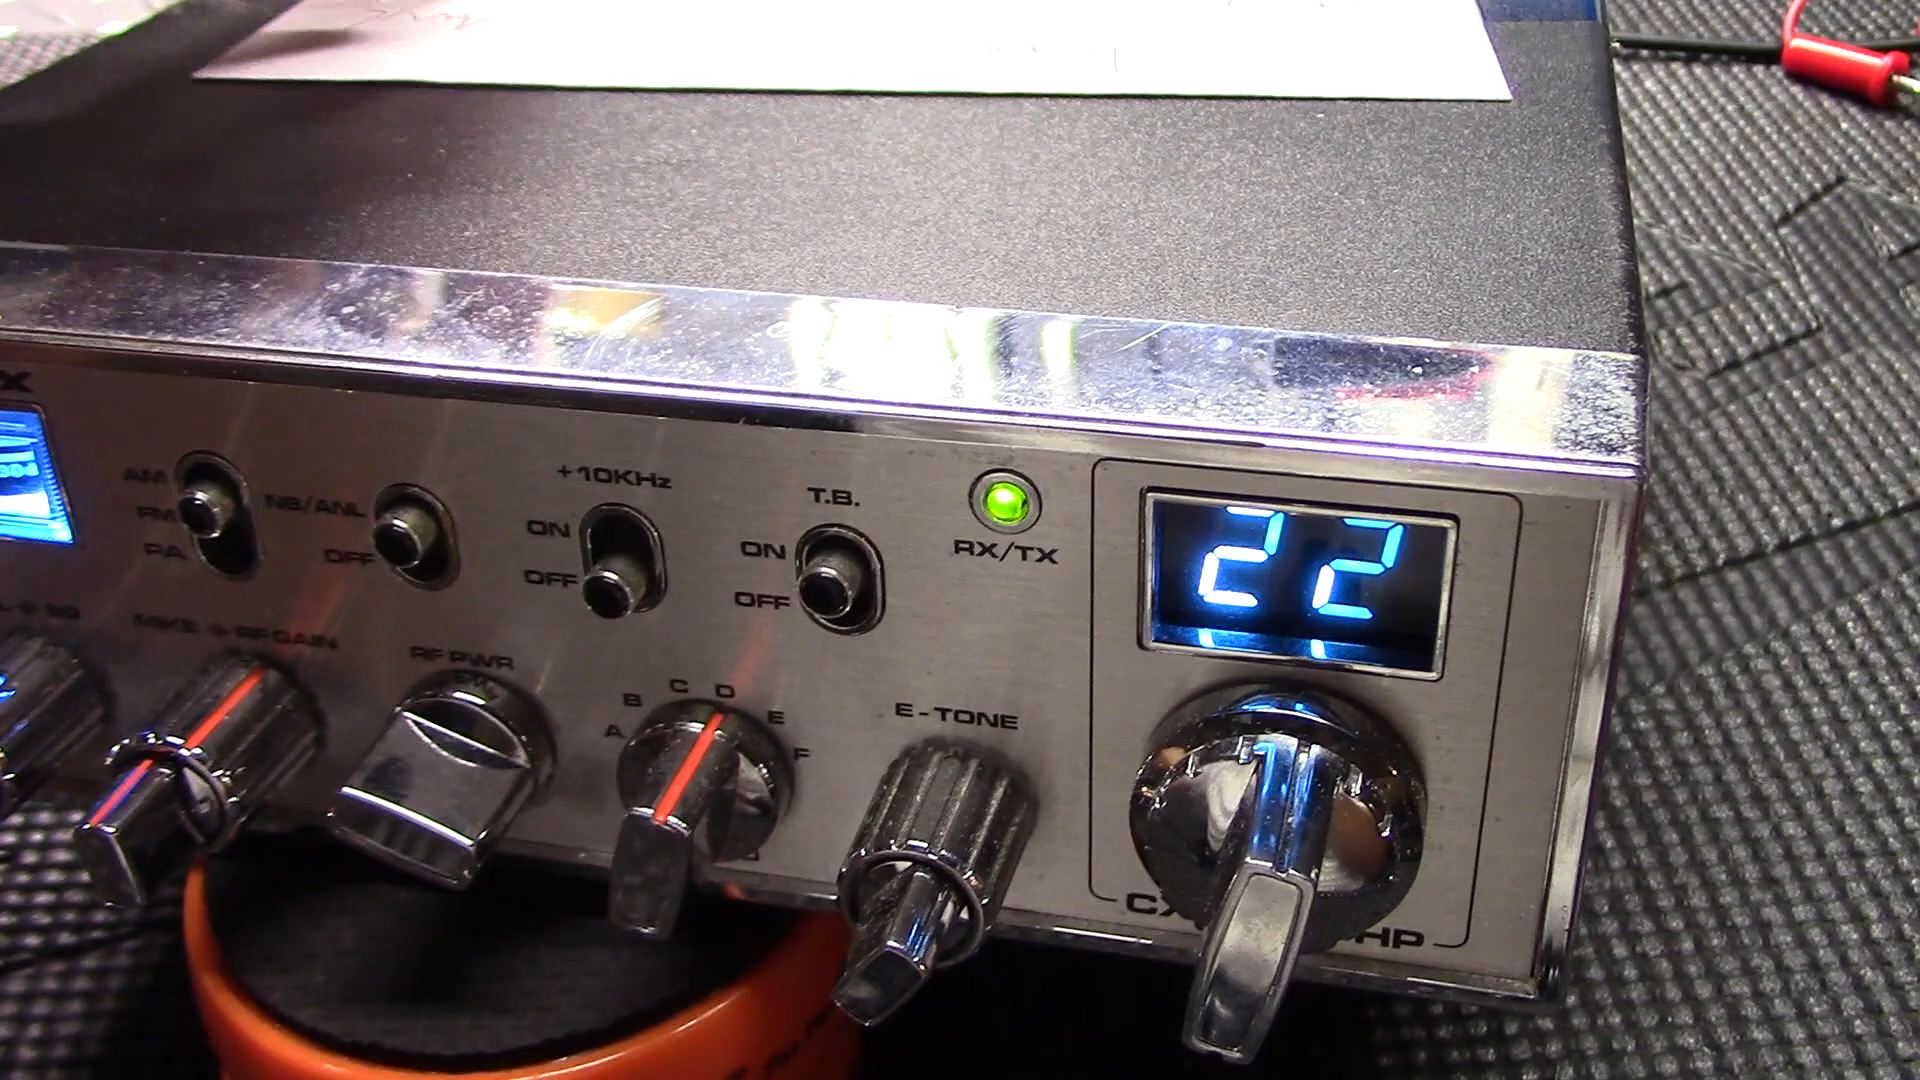 X
30d
AM
FM
PA
NB/ANL
OFF
+10KHz
ON
OFF
T.B.
ON
OFF
RX/TX
22
RF GAIN
RF PWR
A
B
C
D
E
F
E-TONE
HP